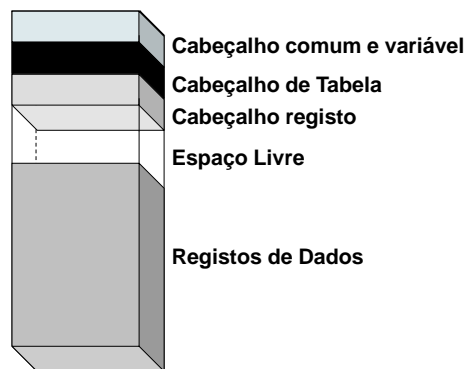 Cabeçalho comum e variável
Cabeçalho de Tabela
Cabeçalho registo
Espaço Livre
Registos de Dados